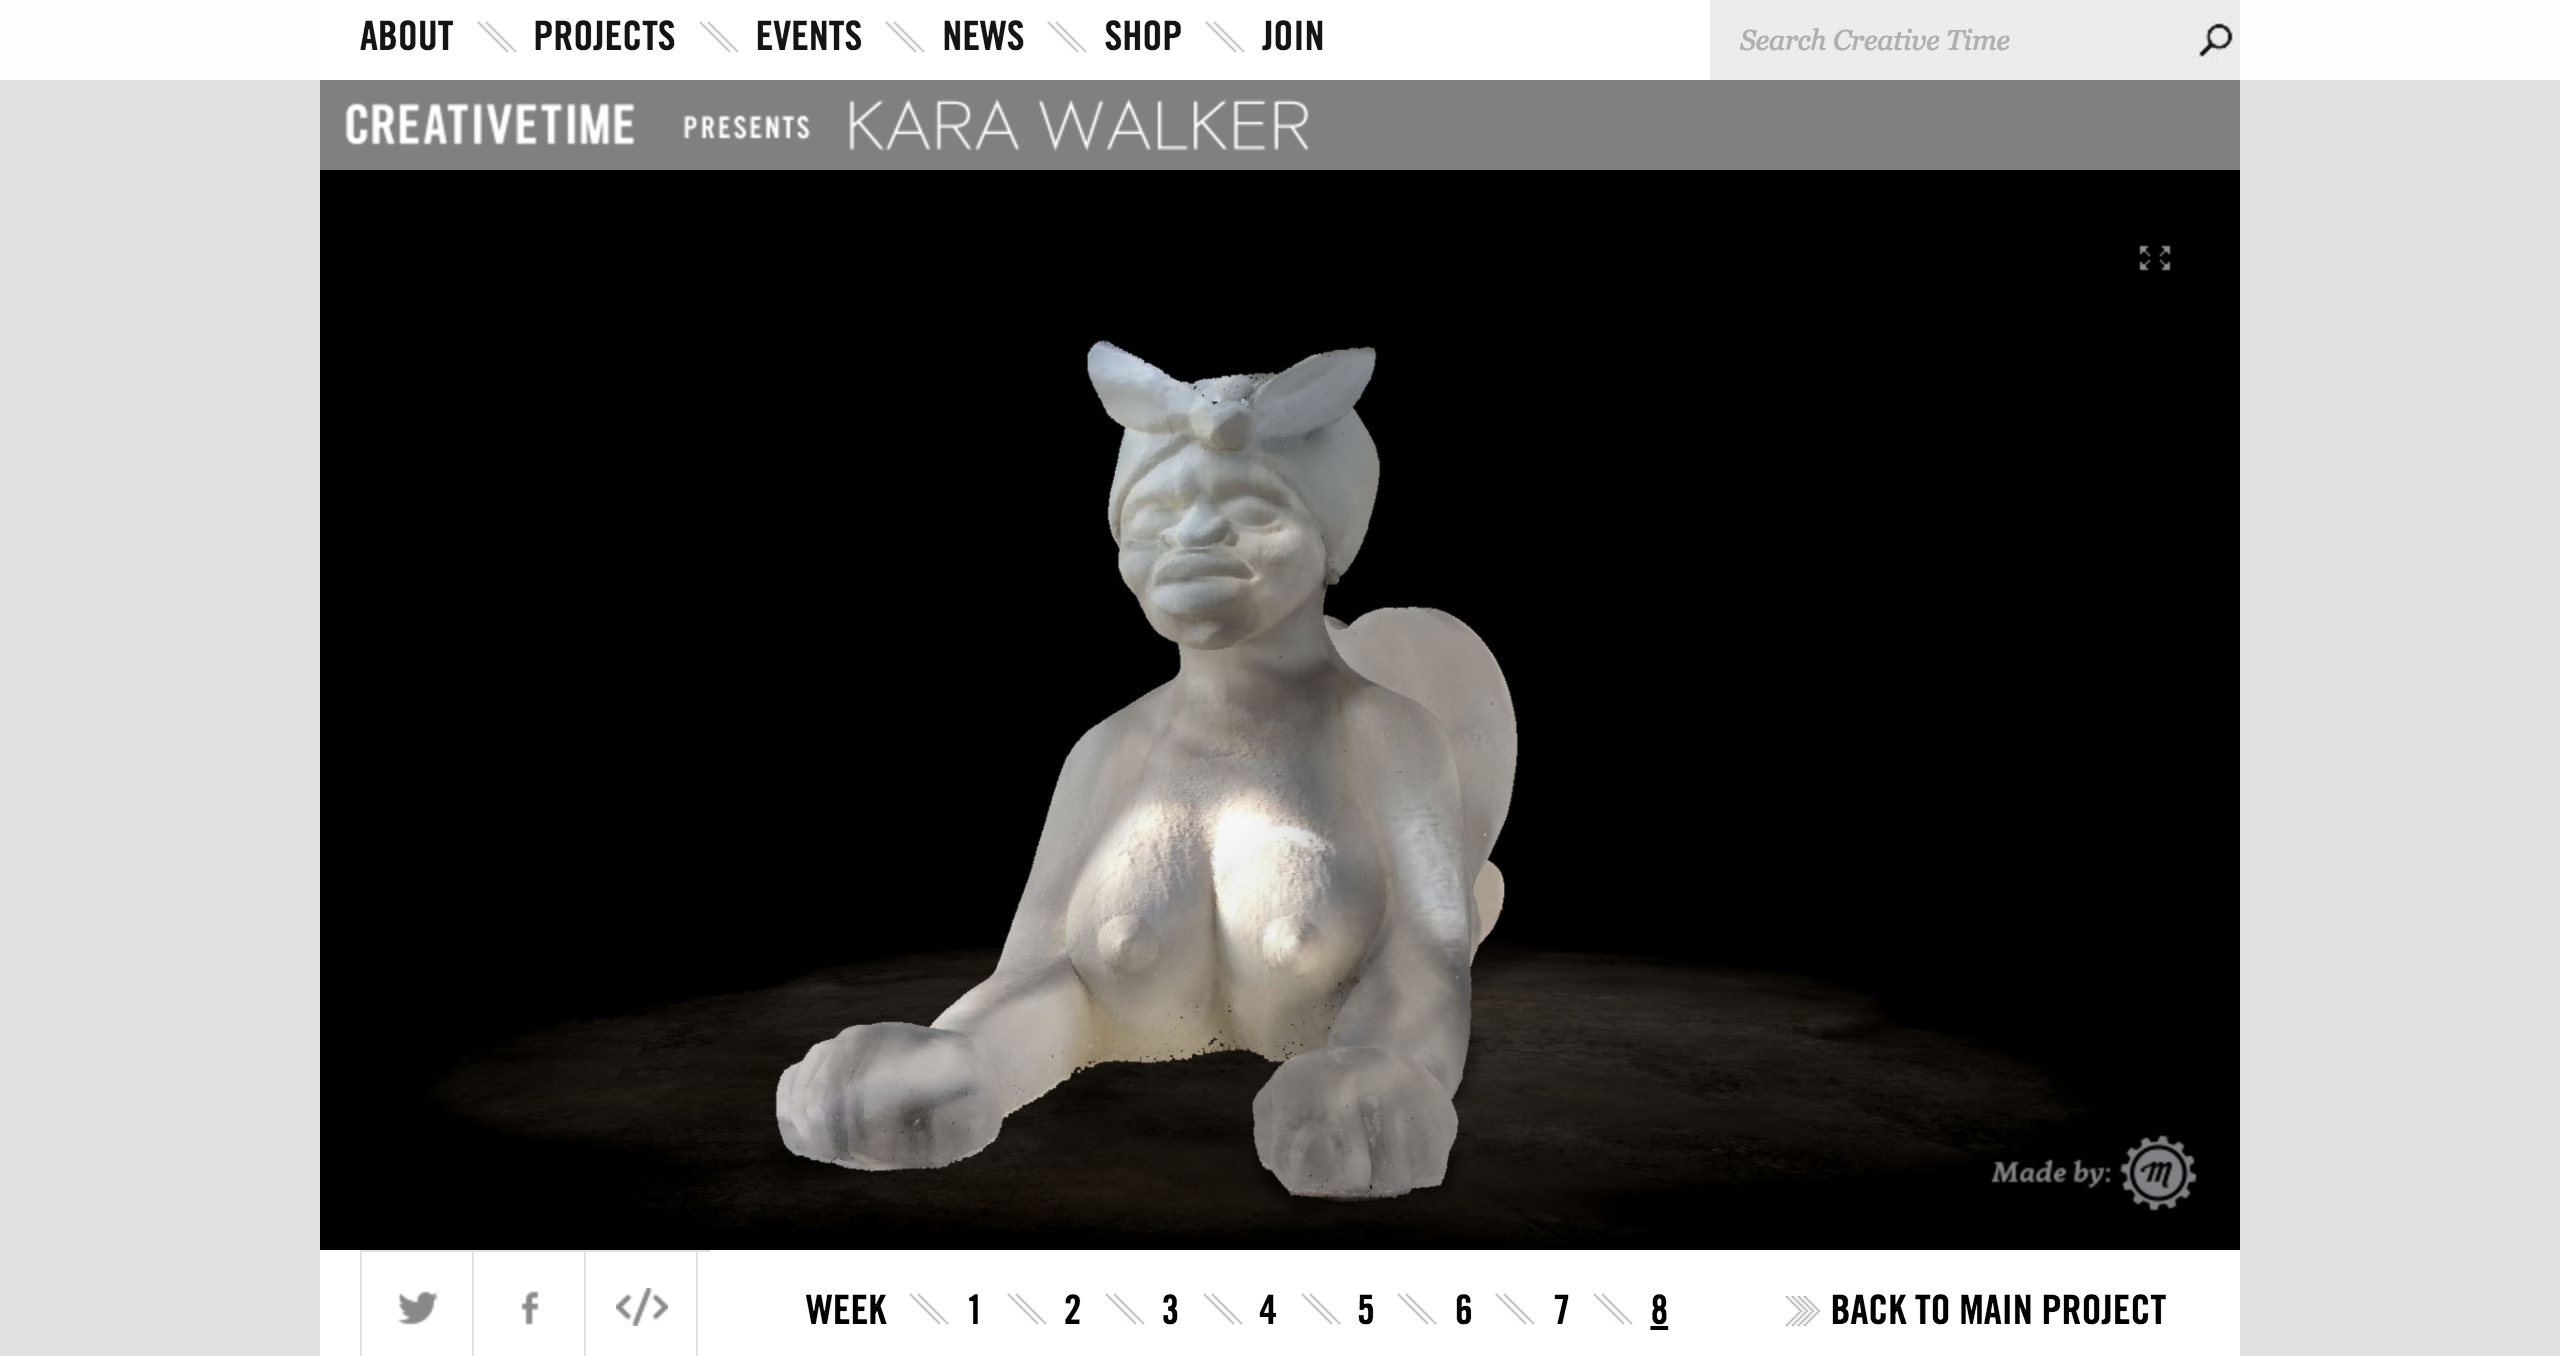 ABOUT PROJECTS EVENTS NEWS SHOP JOIN Search Creative Time
CREATIVETIME PRESENTS KARA WALKER
Made by: m
WEEK 1 2 3 4 5 6 7 8 BACK TO MAIN PROJECT